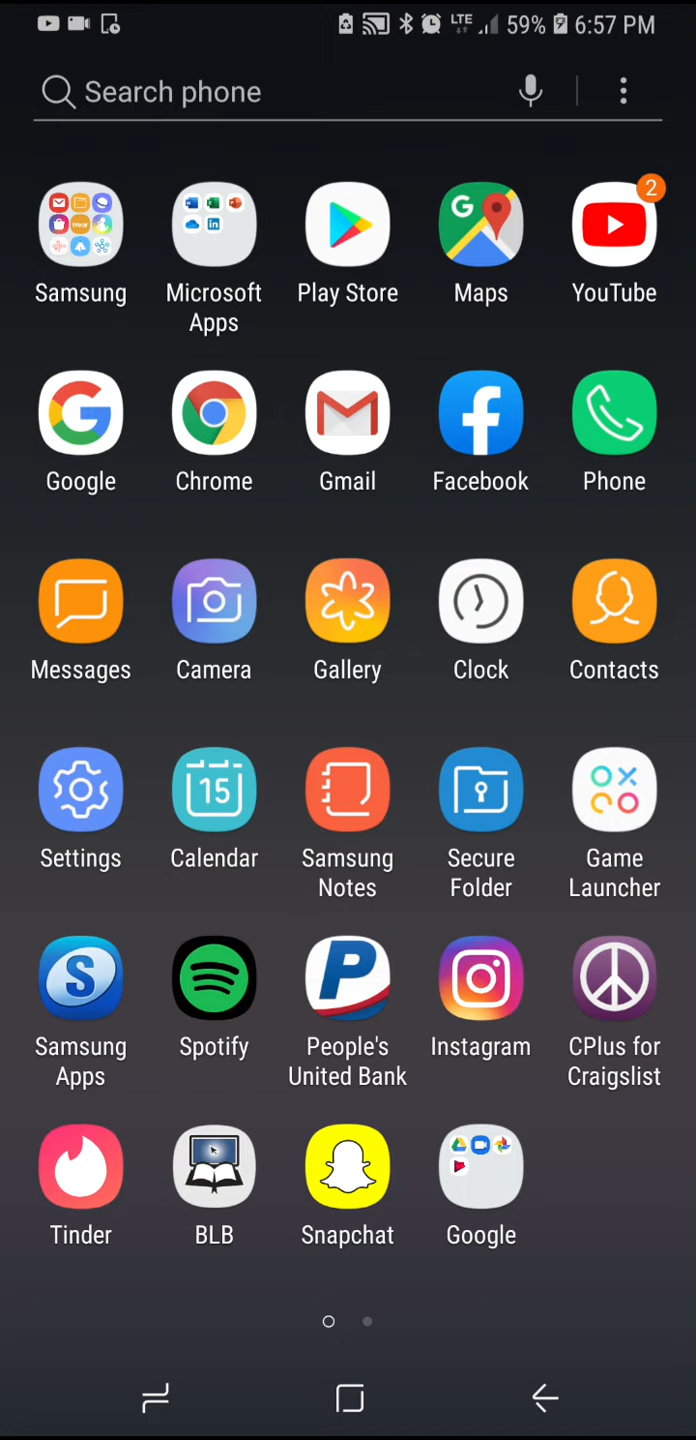 LTE 59% 6:57 PM
Search phone
2
Samsung Microsoft Apps Play Store Maps YouTube
Google Chrome Gmail Facebook Phone
Messages Camera Gallery Clock Contacts
15
Settings Calendar Samsung Notes Secure Folder Game Launcher
S P
Samsung Apps Spotify People's United Bank Instagram CPlus for Craigslist
Tinder BLB Snapchat Google